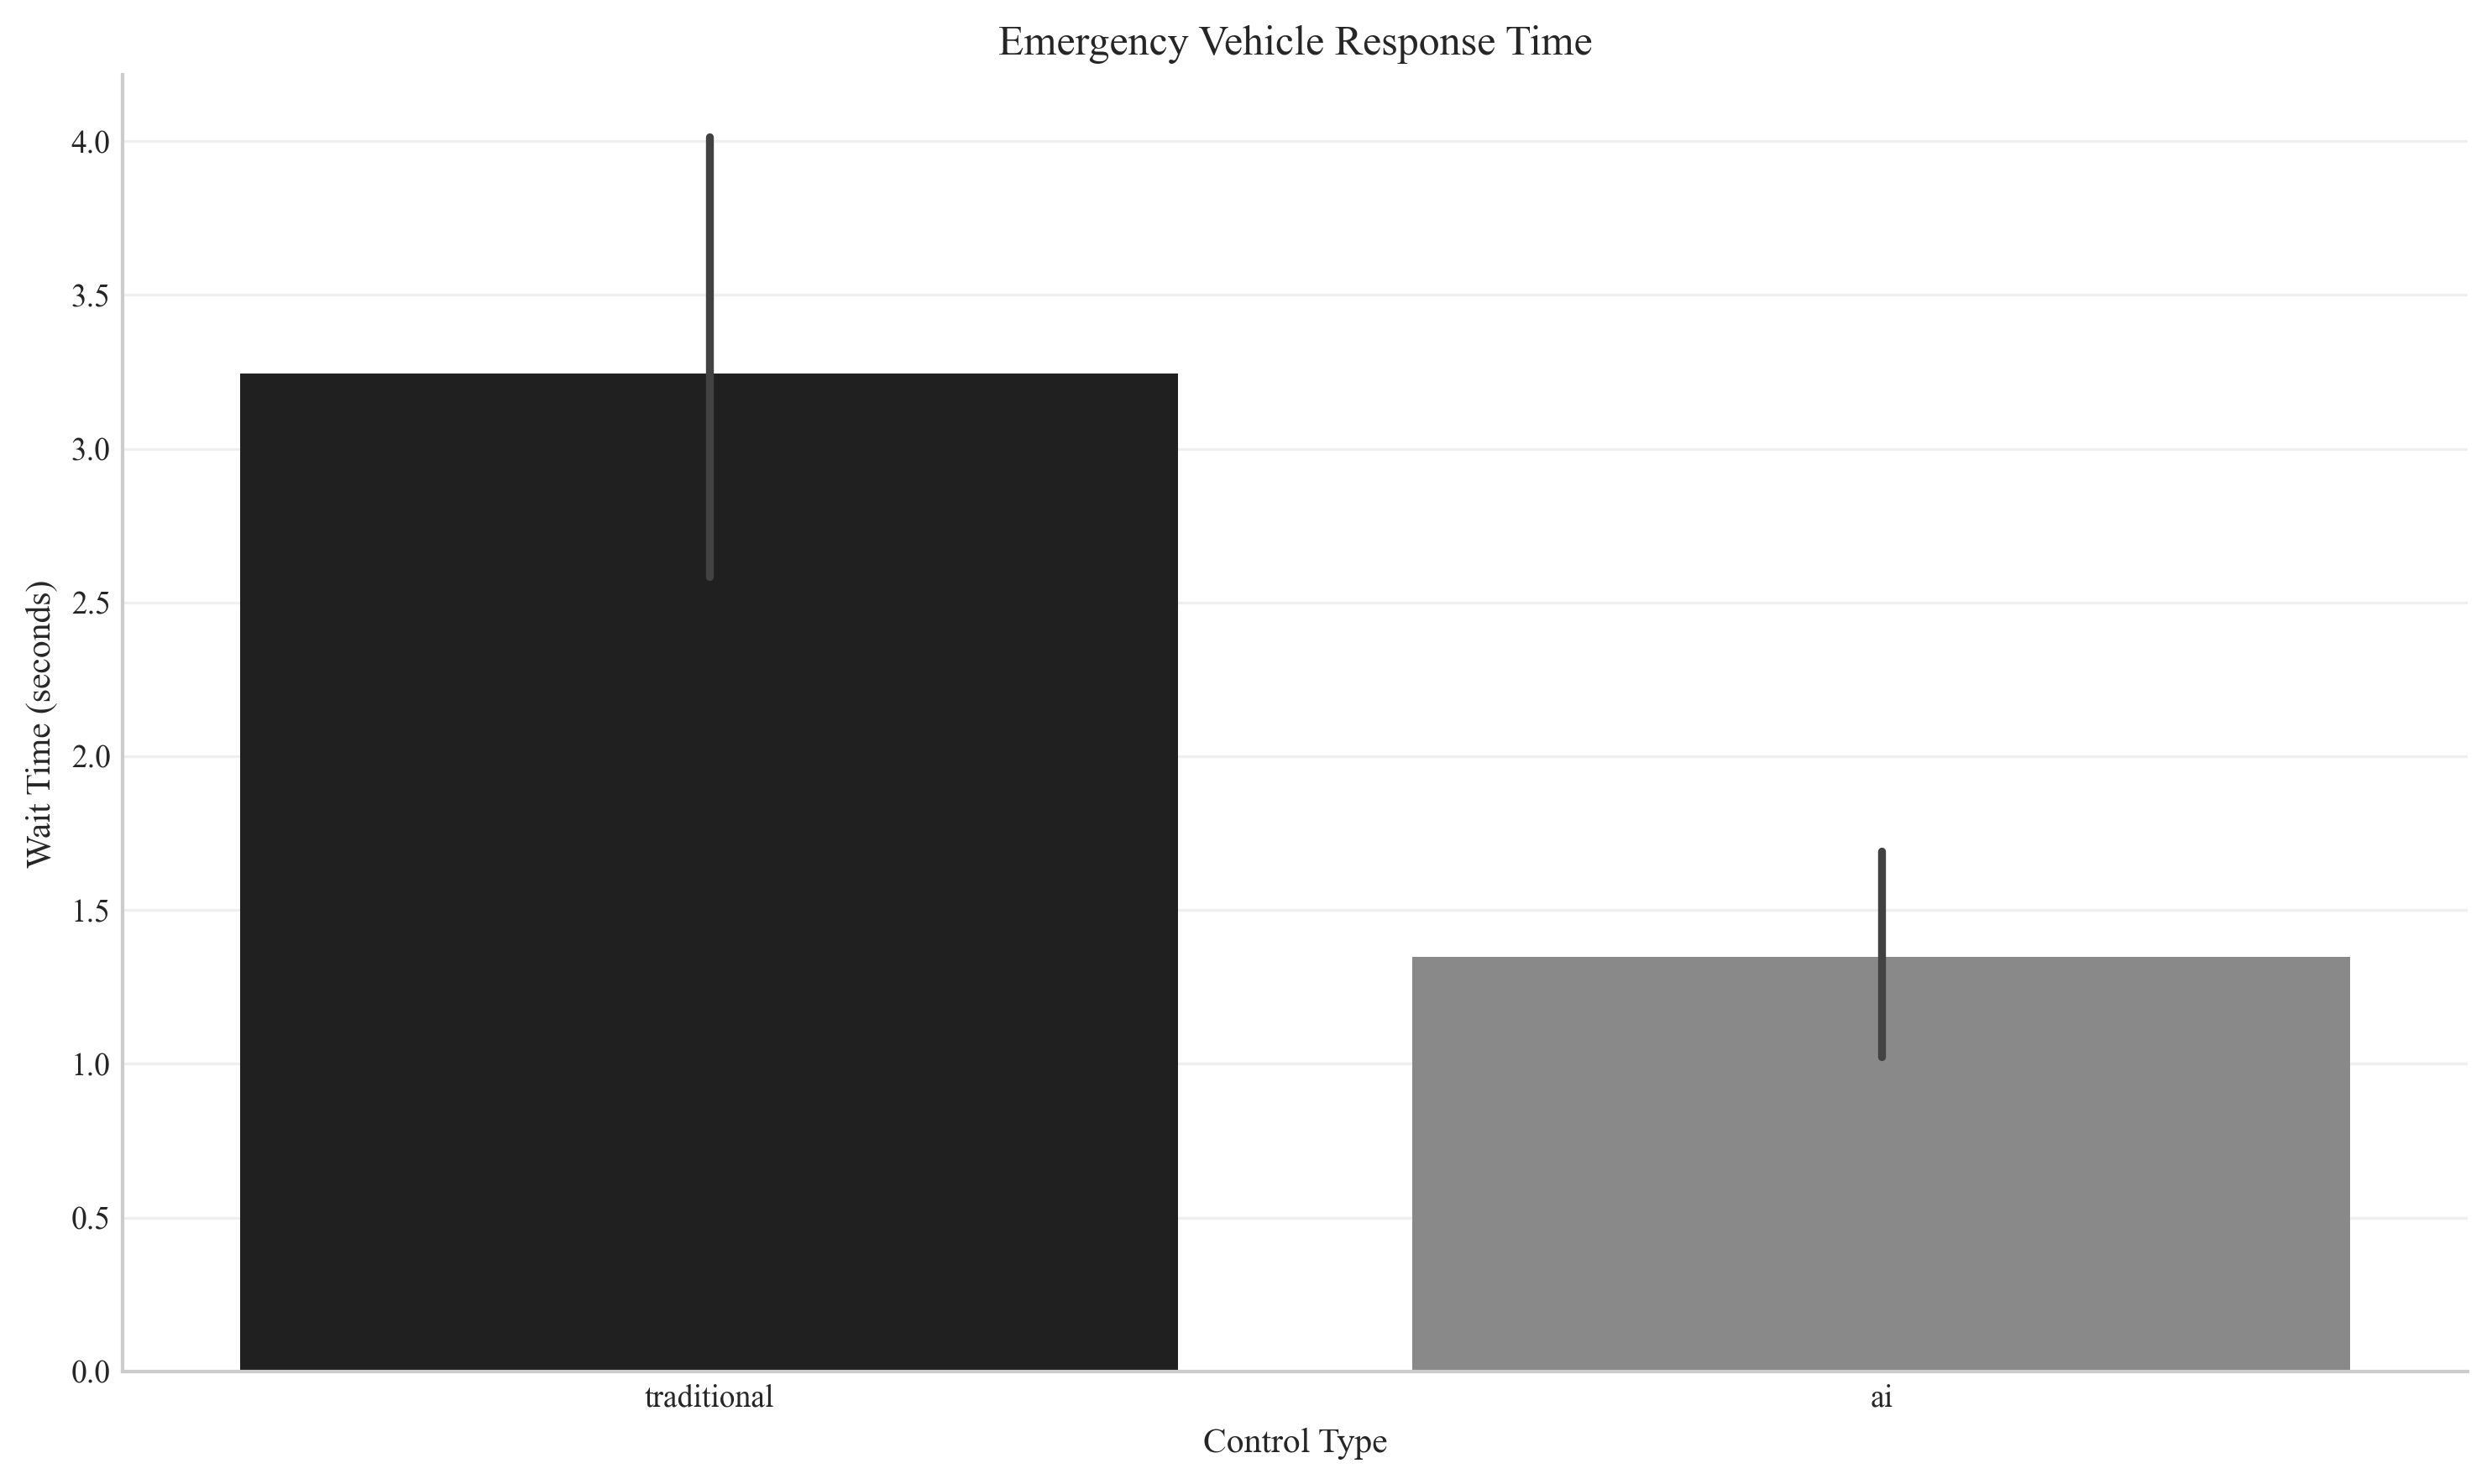 Emergency Vehicle Response Time
Wait Time (seconds)
4.0
3.5
3.0
2.5
2.0
1.5
1.0
0.5
0.0
traditional
ai
Control Type